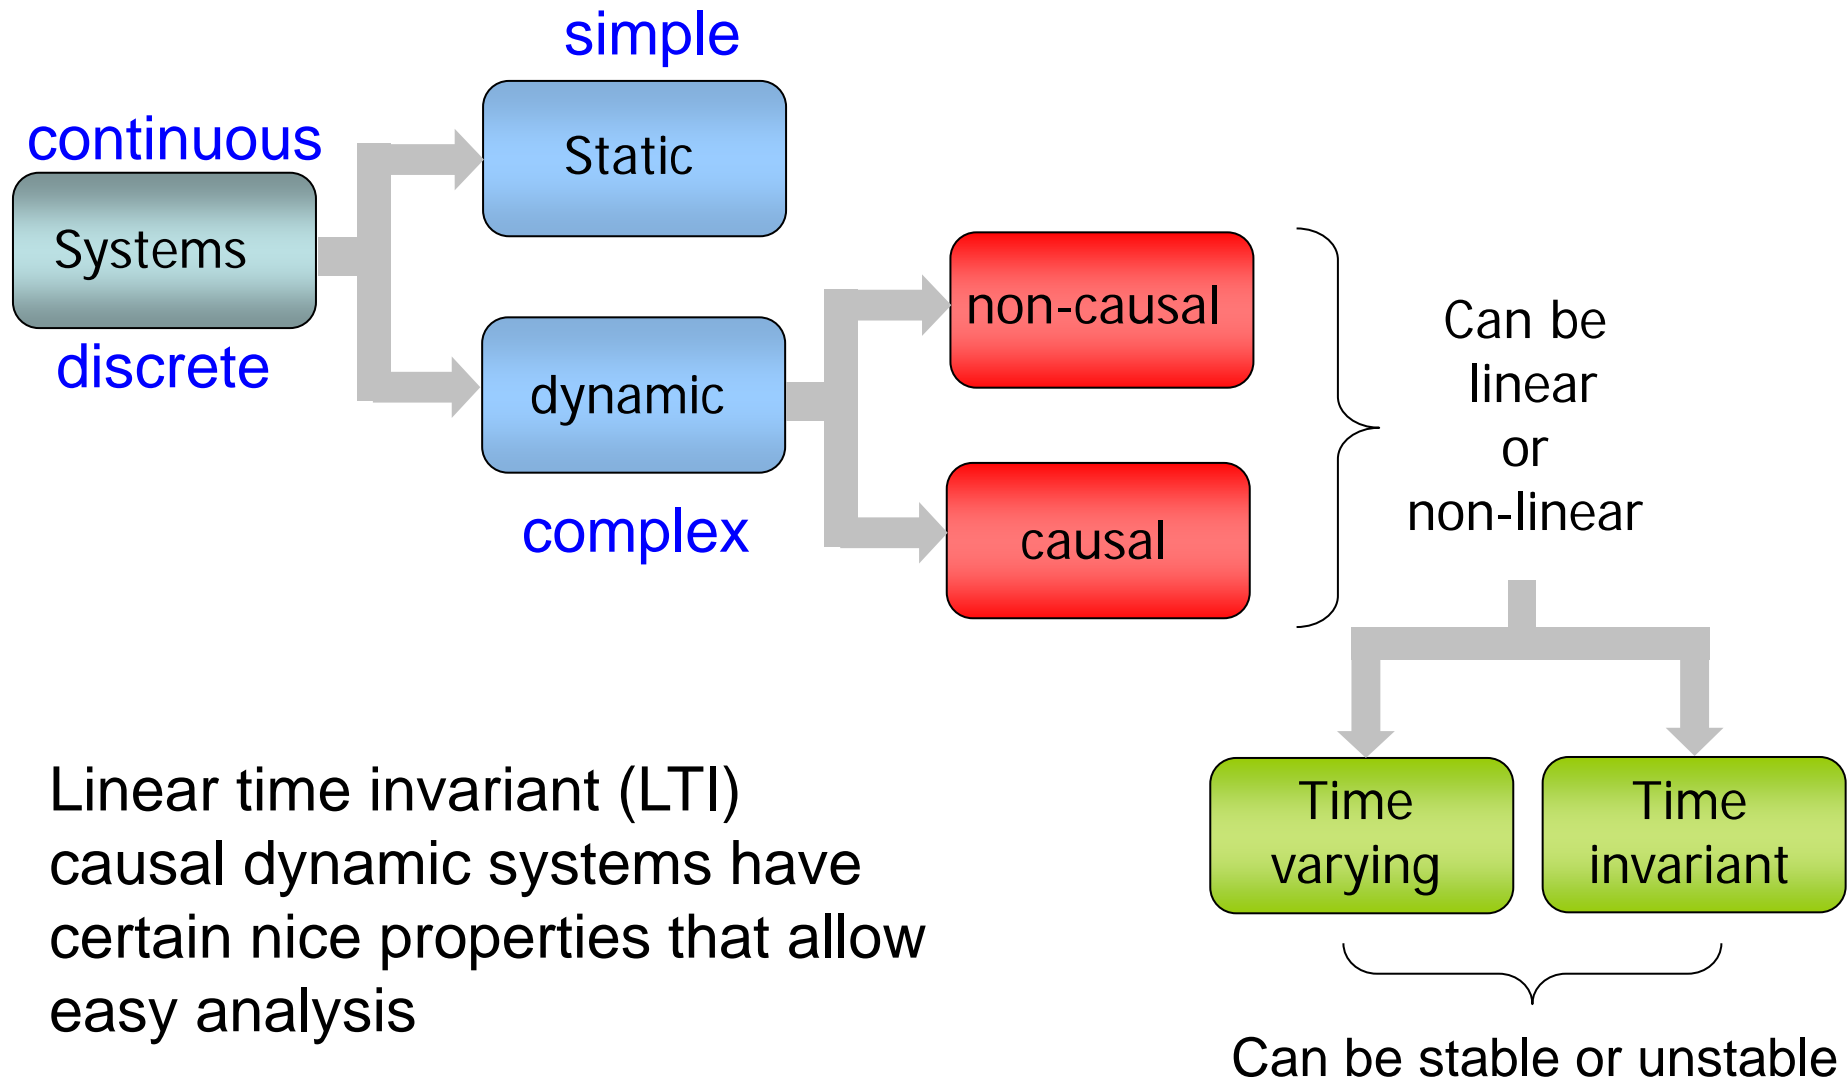 simple
continuous
Static
Systems
non-causal
discrete
dynamic
complex
causal
Can be
linear
or
non-linear
Time
varying
Time
invariant
Linear time invariant (LTI)
causal dynamic systems have
certain nice properties that allow
easy analysis
Can be stable or unstable